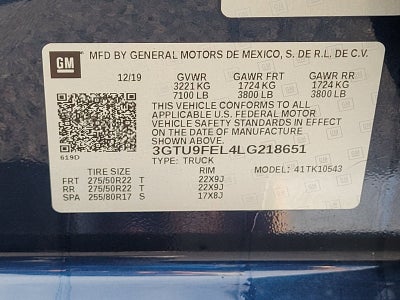 GM MFD BY GENERAL MOTORS DE MEXICO, S. DE R.L. DE C.V.
12/19 GVWR GAWR FRT GAWR RR
3221 KG 1724 KG 1724 KG
7100 LB 3800 LB 3800 LB
THIS VEHICLE CONFORMS TO ALL
APPLICABLE U.S. FEDERAL MOTOR
VEHICLE SAFETY STANDARDS IN EFFECT
ON THE DATE OF MANUFACTURE
SHOWN ABOVE.
619D 3GTU9FEL4LG218651
TYPE: TRUCK
TIRE SIZE RIM MODEL: 41TK10543
FRT 275/50R22 T 22X9J
RR 275/50R22 T 22X9J
SPA 255/80R17 S 17X8J